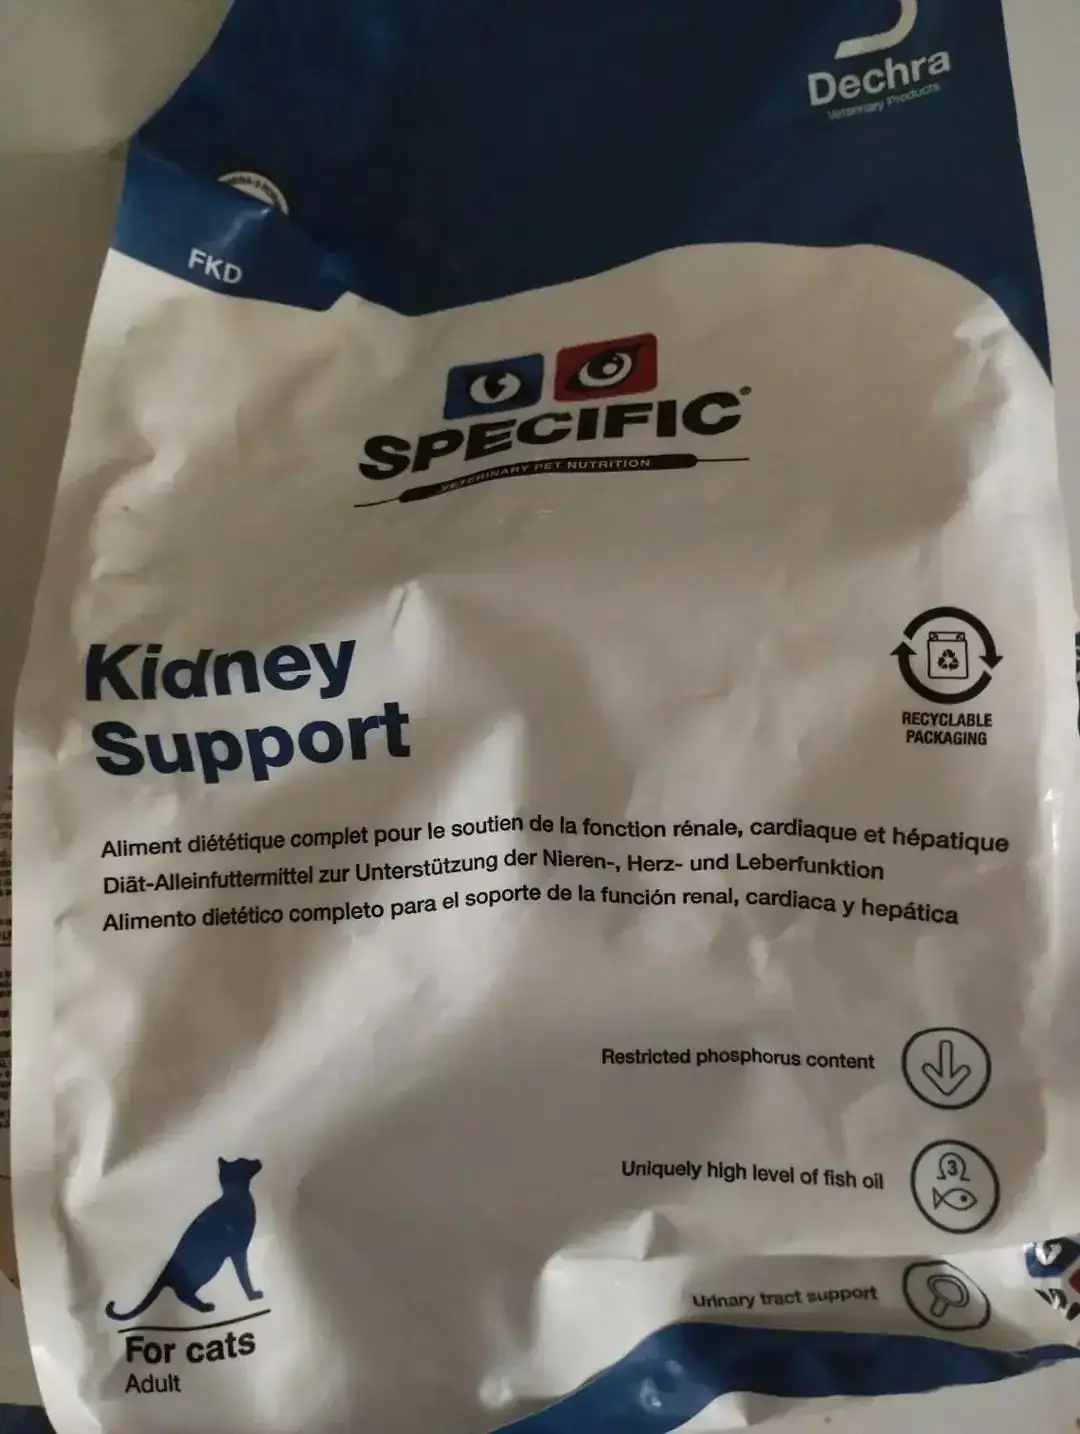 Dechra
Veterinary Products
FKD
SPECIFIC®
VETERINARY PET NUTRITION
Kidney
Support
RECYCLABLE
PACKAGING
Aliment diététique complet pour le soutien de la fonction rénale, cardiaque et hépatique
Diät-Alleinfuttermittel zur Unterstützung der Nieren-, Herz- und Leberfunktion
Alimento dietético completo para el soporte de la función renal, cardiaca y hepática
Restricted phosphorus content
Uniquely high level of fish oil
3
Urinary tract support
For cats
Adult